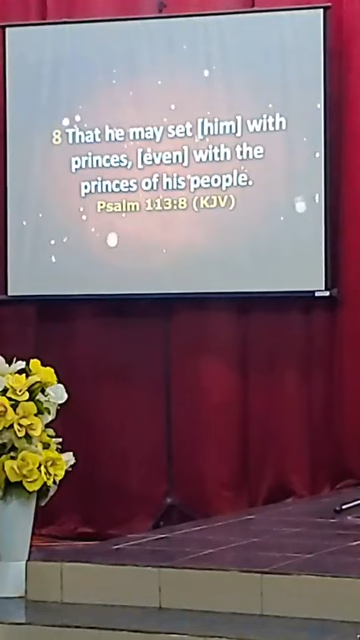 8 That he may set [him] with
princes, [even] with the
princes of his people.
Psalm 113:8 (KJV)